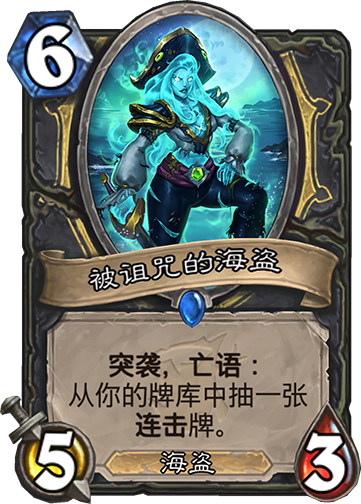 6
被诅咒的海盗
突袭，亡语：
从你的牌库中抽一张
连击牌。
5
海盗
3